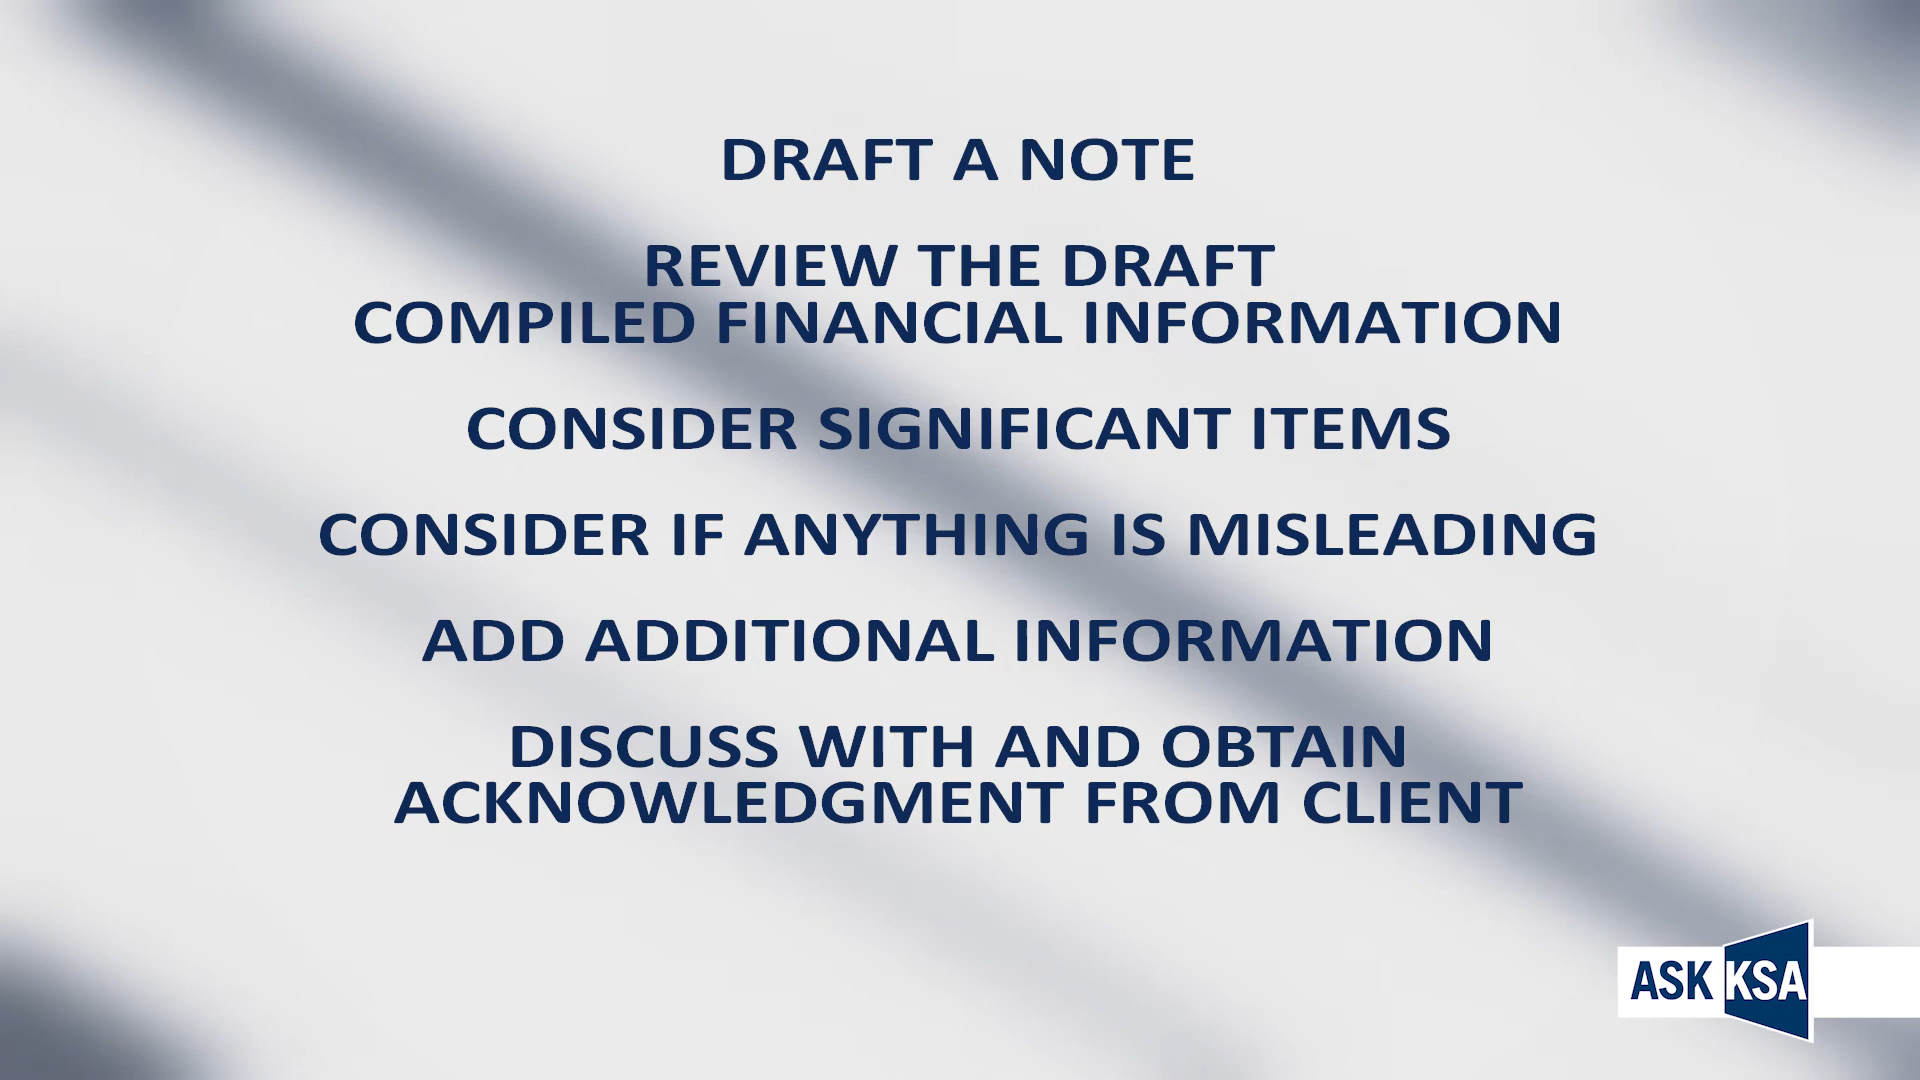 DRAFT A NOTE
REVIEW THE DRAFT
COMPILED FINANCIAL INFORMATION
CONSIDER SIGNIFICANT ITEMS
CONSIDER IF ANYTHING IS MISLEADING
ADD ADDITIONAL INFORMATION
DISCUSS WITH AND OBTAIN
ACKNOWLEDGMENT FROM CLIENT
ASK KSA